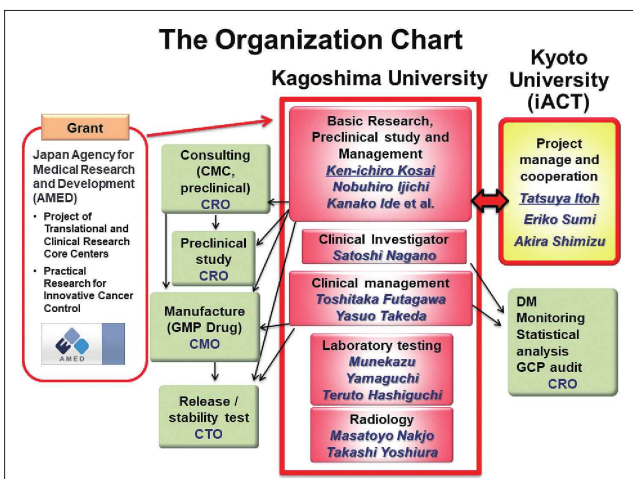 The Organization Chart
Kagoshima University
Kyoto
University
(iACT)
Grant
Japan Agency for
Medical Research
and Development
(AMED)
• Project of
Translational and
Clinical Research
Core Centers
• Practical
Research for
Innovative Cancer
Control
AMED
Consulting
(CMC,
preclinical)
CRO
Preclinical
study
CRO
Manufacture
(GMP Drug)
CMO
Release /
stability test
CTO
Basic Research,
Preclinical study and
Management
Ken-ichiro Kosai
Nobuhiro Ijichi
Kanako Ide et al.
Clinical Investigator
Satoshi Nagano
Clinical management
Toshitaka Futagawa
Yasuo Takeda
Laboratory testing
Munekazu
Yamaguchi
Teruto Hashiguchi
Radiology
Masatoyo Nakjo
Takashi Yoshiura
Project
manage and
cooperation
Tatsuya Itoh
Eriko Sumi
Akira Shimizu
DM
Monitoring
Statistical
analysis
GCP audit
CRO